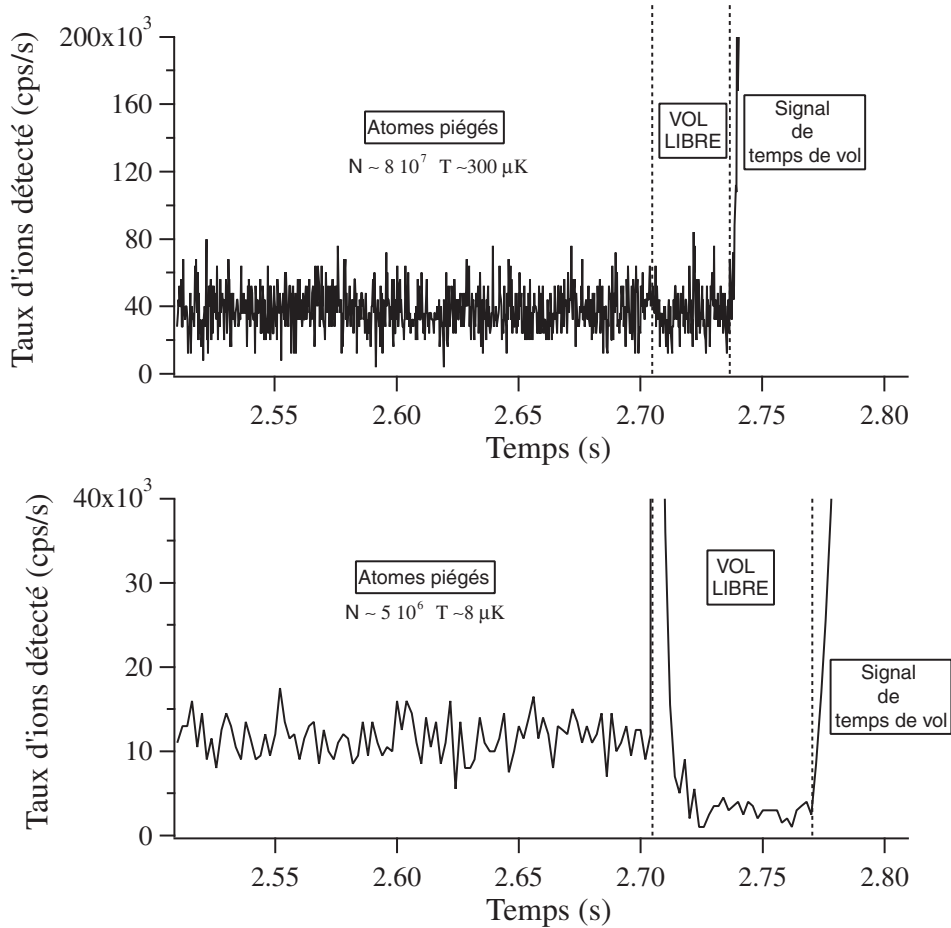 200x10³
160
120
80
40
0
Taux d'ions détecté (cps/s)
Atomes piégés
N ~ 8 10⁷ T ~300 µK
VOL
LIBRE
Signal
de
temps de vol
2.55 2.60 2.65 2.70 2.75 2.80
Temps (s)
40x10³
30
20
10
0
Taux d'ions détecté (cps/s)
Atomes piégés
N ~ 5 10⁶ T ~8 µK
VOL
LIBRE
Signal
de
temps de vol
2.55 2.60 2.65 2.70 2.75 2.80
Temps (s)